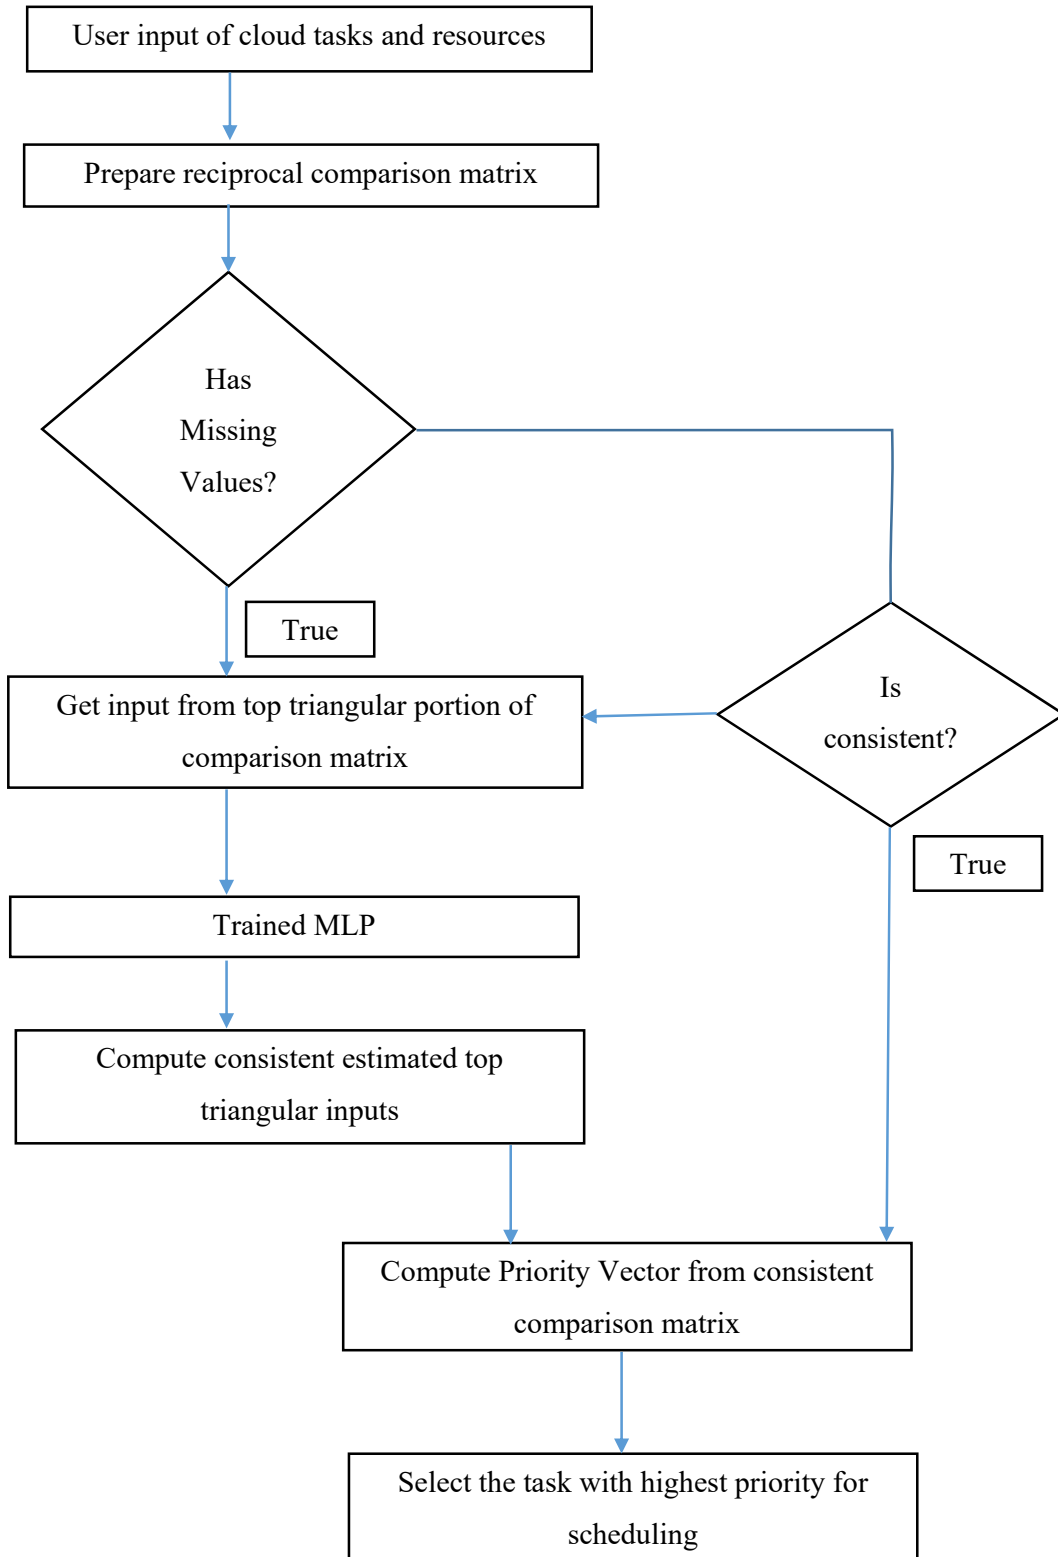 User input of cloud tasks and resources
Prepare reciprocal comparison matrix
Has
Missing
Values?
True
Get input from top triangular portion of
comparison matrix
Is
consistent?
True
Trained MLP
Compute consistent estimated top
triangular inputs
Compute Priority Vector from consistent
comparison matrix
Select the task with highest priority for
scheduling